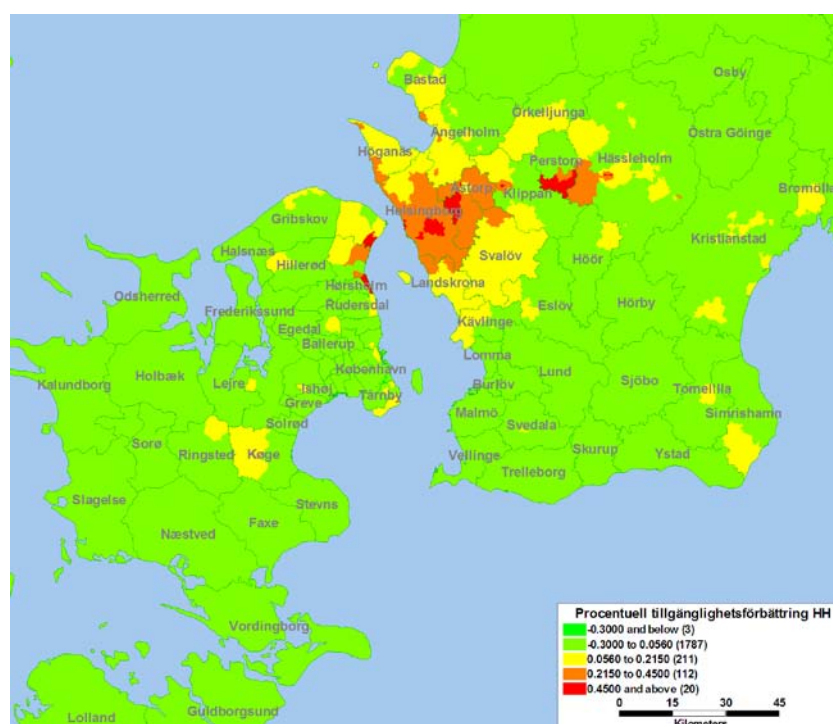 Osby
Båstad
Örkelljunga
Östra Göinge
Ängelholm
Höganäs
Perstorp
Hässleholm
Åstorp
Klippan
Bromölla
Helsingborg
Gribskov
Kristianstad
Halsnæs
Svalöv
Höör
Hillerød
Landskrona
Hørsholm
Odsherred
Rudersdal
Frederikssund
Eslöv
Hörby
Egedal
Kävlinge
Ballerup
Lomma
Holbæk
København
Lund
Kalundborg
Lejre
Ishøj
Burlöv
Sjöbo
Tomelilla
Greve
Tårnby
Malmö
Simrishamn
Solrød
Svedala
Sorø
Ringsted
Køge
Vellinge
Skurup
Ystad
Trelleborg
Slagelse
Stevns
Faxe
Næstved
Vordingborg
Guldborgsund
Lolland
Procentuell tillgänglighetsförbättring HH
-0.3000 and below (3)
-0.3000 to 0.0560 (1787)
0.0560 to 0.2150 (211)
0.2150 to 0.4500 (112)
0.4500 and above (20)
0 15 30 45
Kilometers